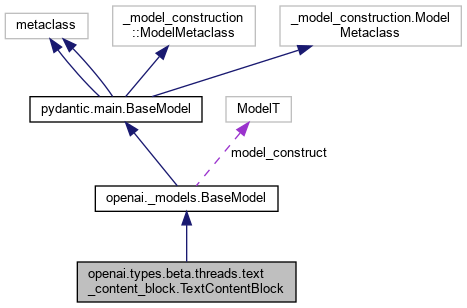 metaclass
_model_construction
::ModelMetaclass
_model_construction.Model
Metaclass
pydantic.main.BaseModel
ModelT
model_construct
openai._models.BaseModel
openai.types.beta.threads.text
_content_block.TextContentBlock